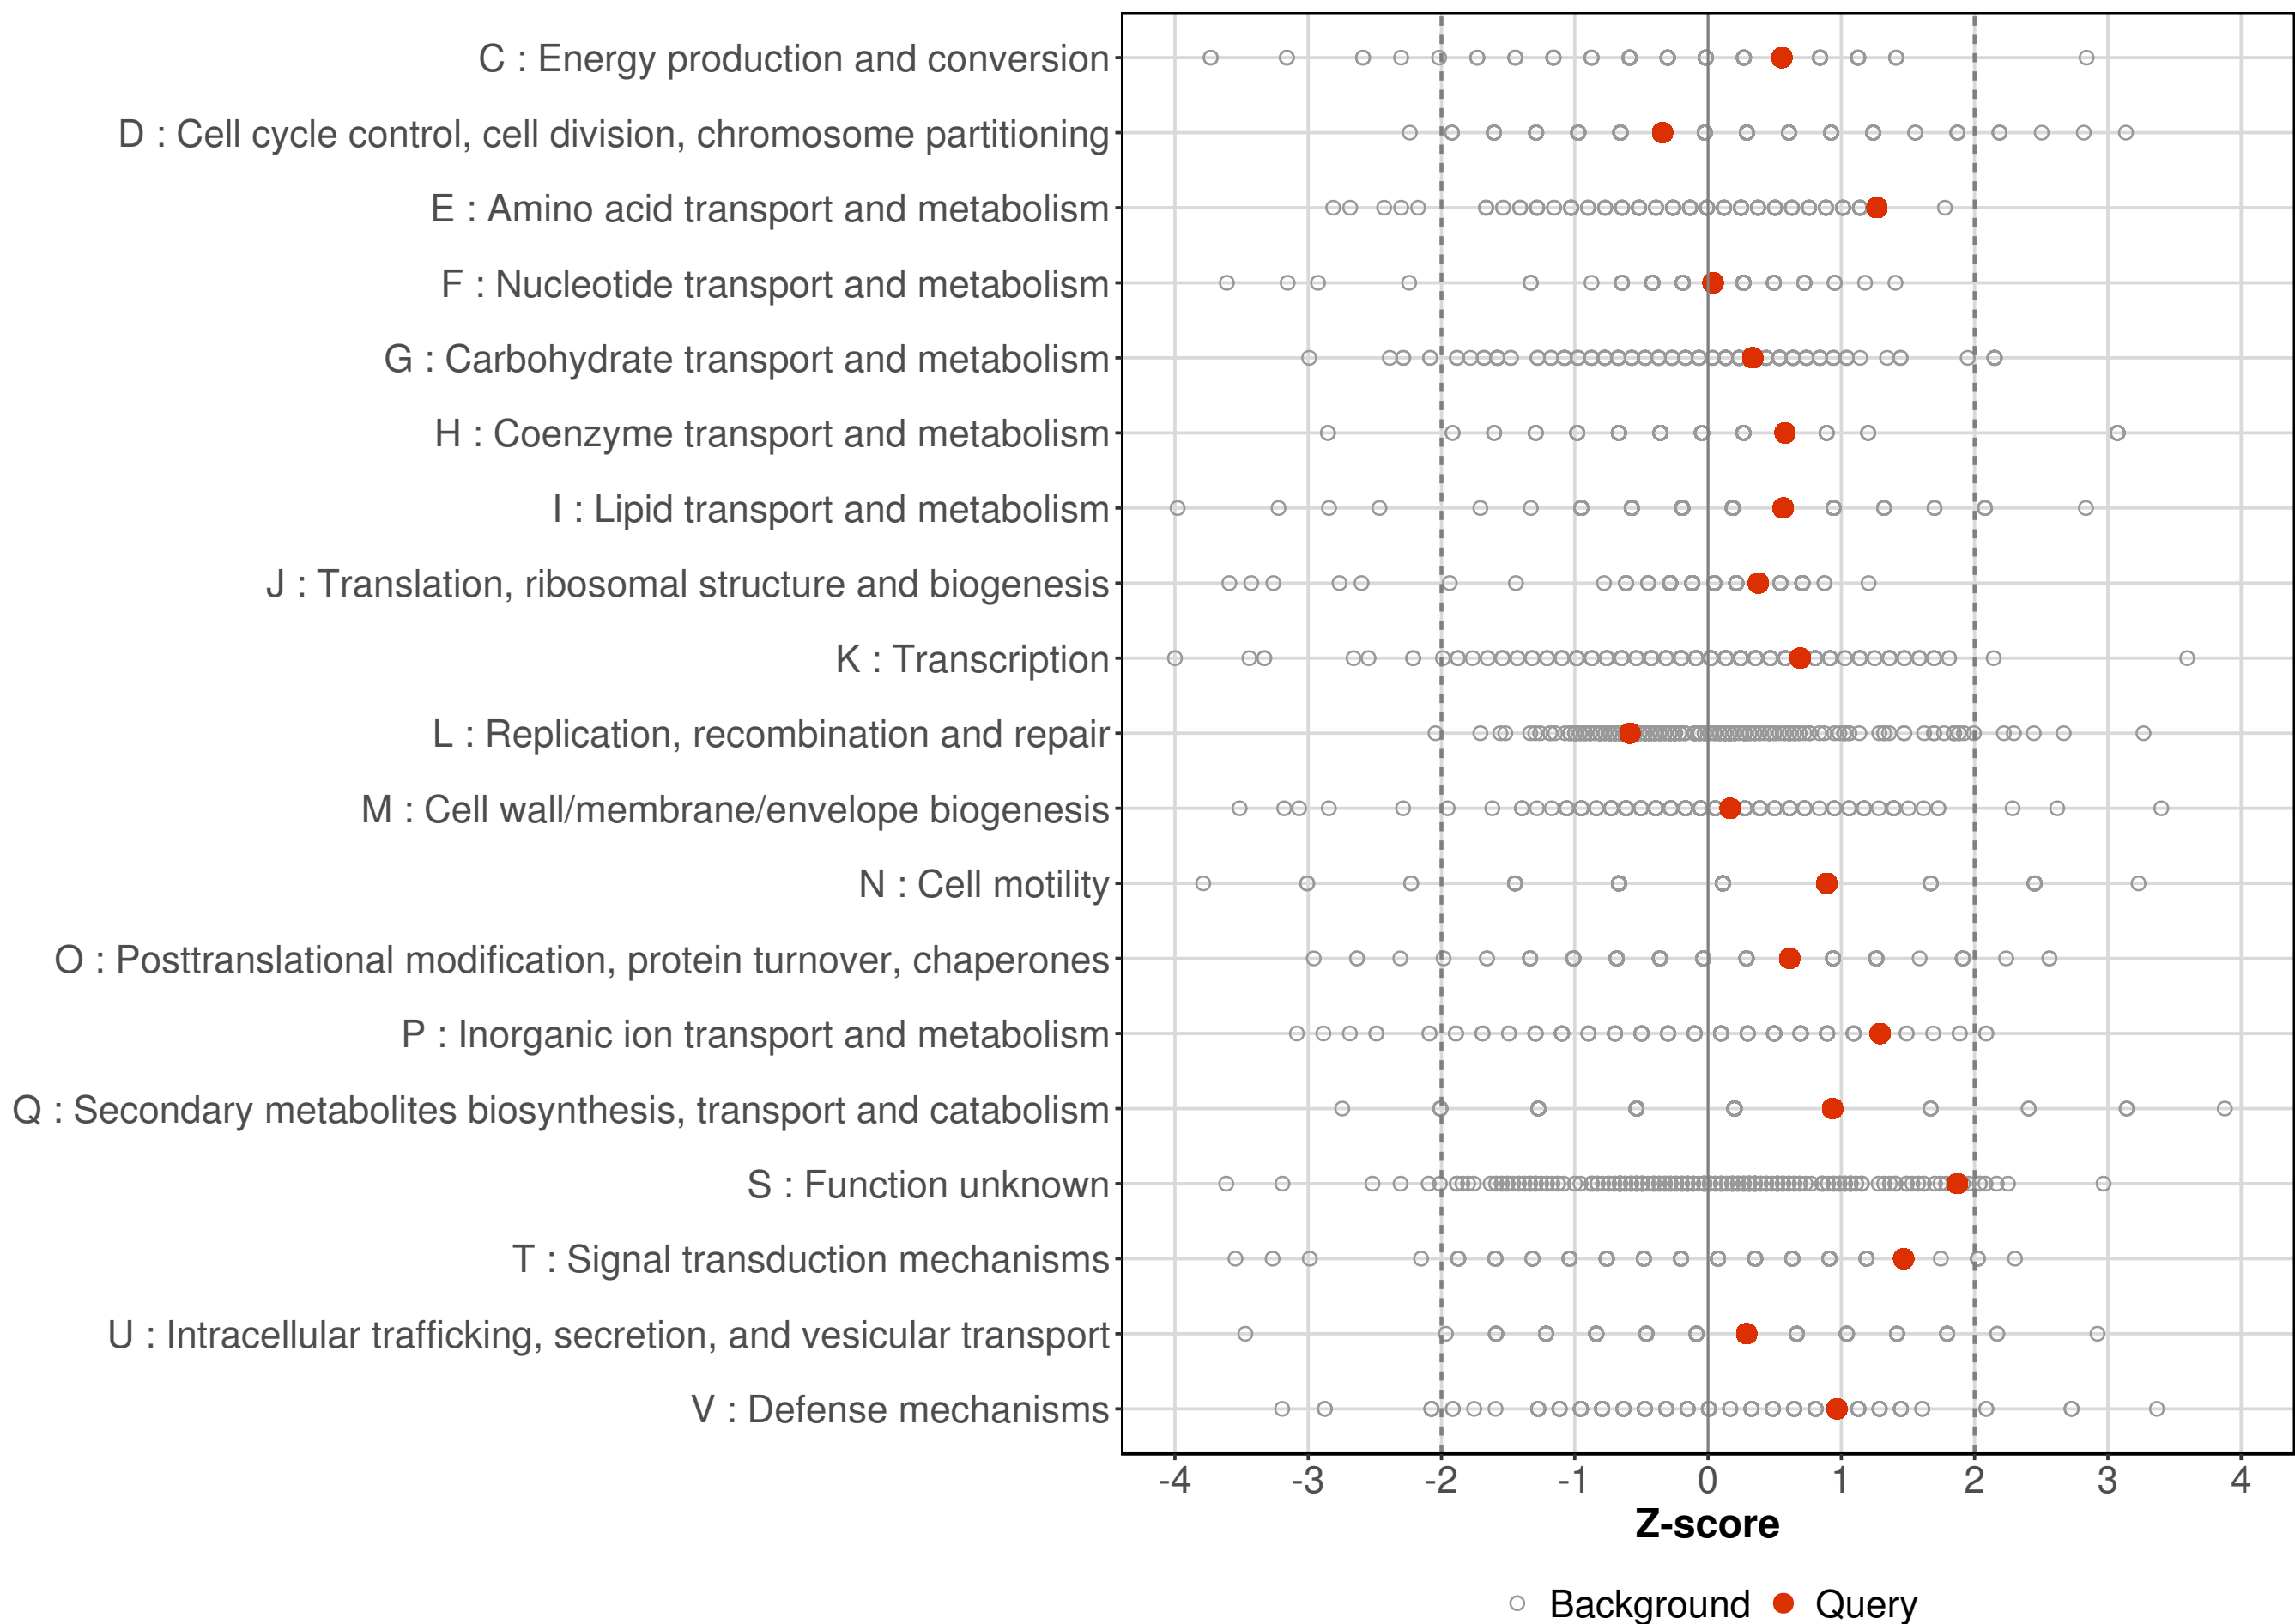 C : Energy production and conversion
D : Cell cycle control, cell division, chromosome partitioning
E : Amino acid transport and metabolism
F : Nucleotide transport and metabolism
G : Carbohydrate transport and metabolism
H : Coenzyme transport and metabolism
I : Lipid transport and metabolism
J : Translation, ribosomal structure and biogenesis
K : Transcription
L : Replication, recombination and repair
M : Cell wall/membrane/envelope biogenesis
N : Cell motility
O : Posttranslational modification, protein turnover, chaperones
P : Inorganic ion transport and metabolism
Q : Secondary metabolites biosynthesis, transport and catabolism
S : Function unknown
T : Signal transduction mechanisms
U : Intracellular trafficking, secretion, and vesicular transport
V : Defense mechanisms
-4 -3 -2 -1 0 1 2 3 4
Z-score
Background Query